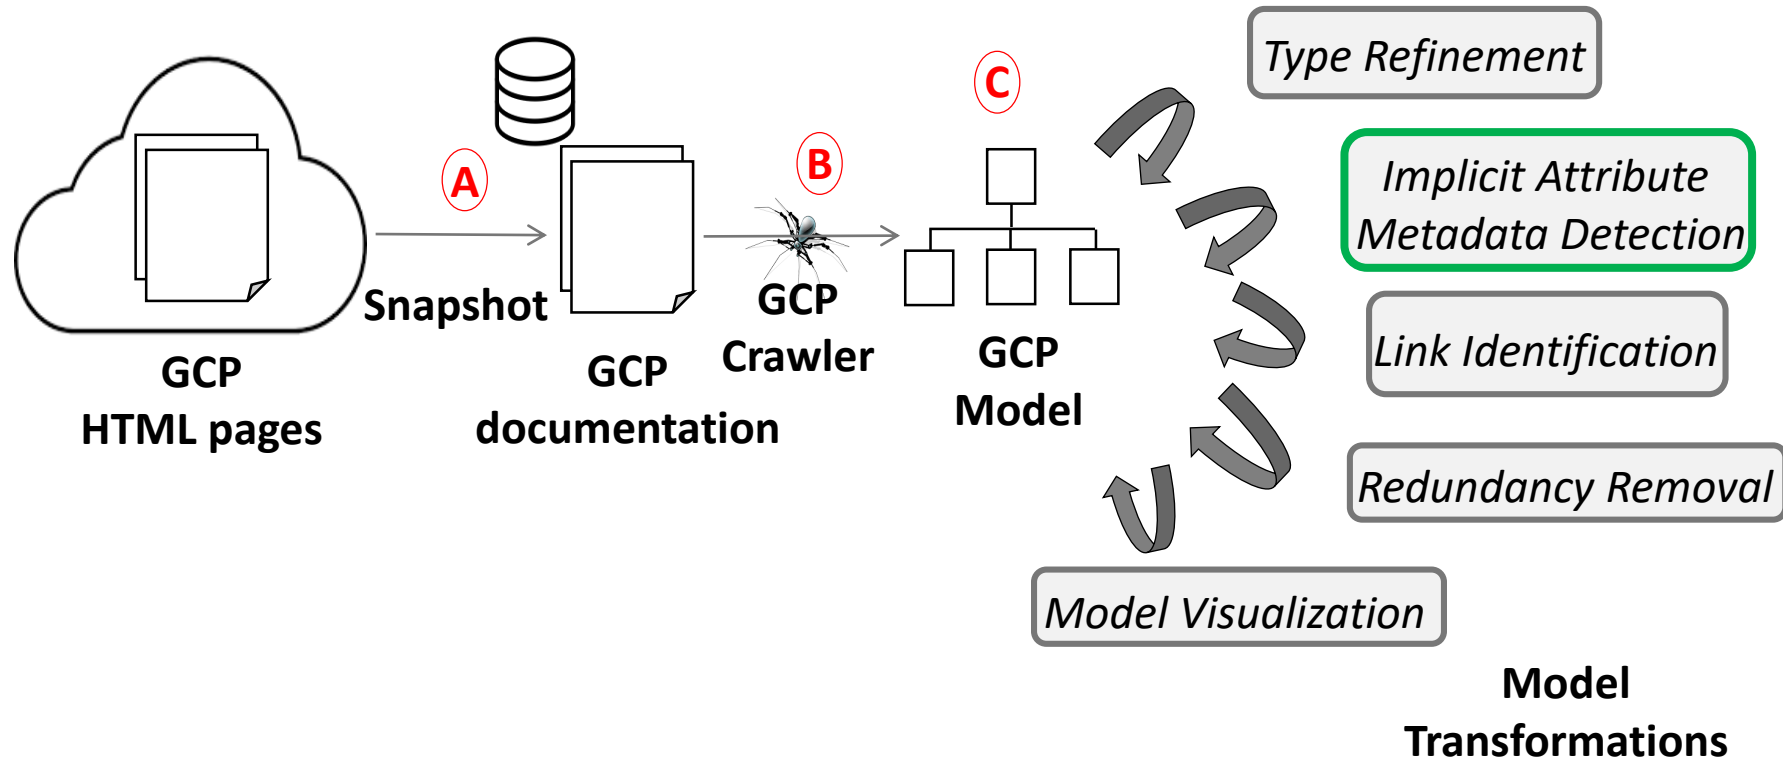 A
Snapshot
B
C
GCP
HTML pages
GCP
documentation
GCP
Crawler
GCP
Model
Type Refinement
Implicit Attribute
Metadata Detection
Link Identification
Redundancy Removal
Model Visualization
Model
Transformations